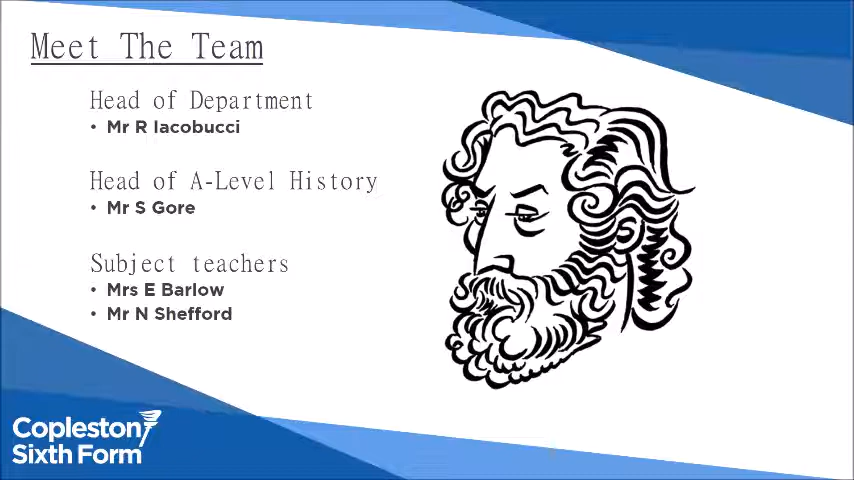 Meet The Team
Head of Department
• Mr R Iacobucci
Head of A-Level History
• Mr S Gore
Subject teachers
• Mrs E Barlow
• Mr N Shefford
Copleston
Sixth Form